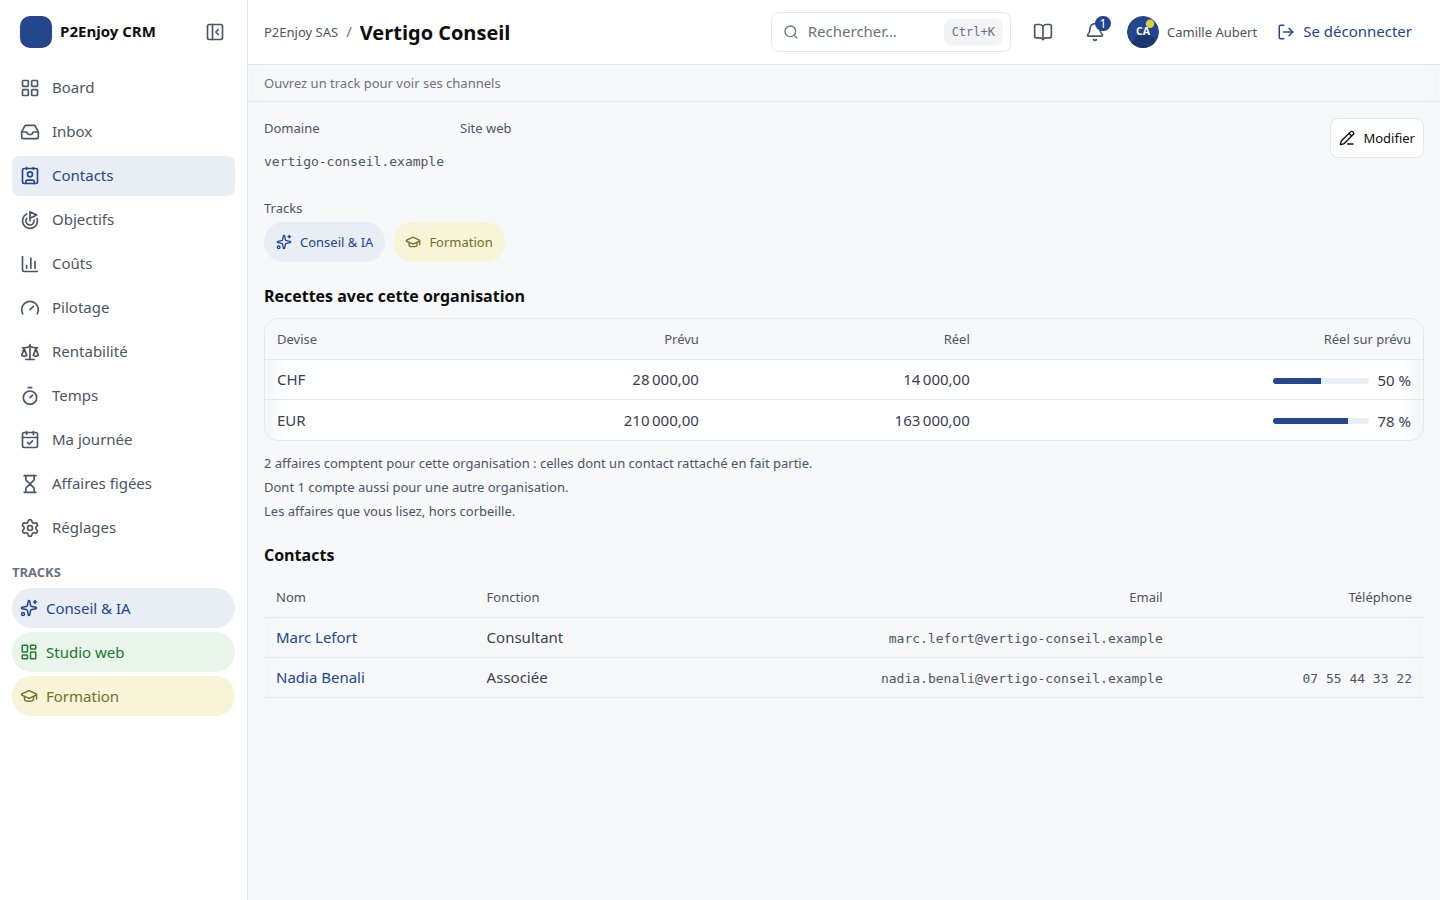 P2Enjoy CRM
Board
Inbox
Contacts
Objectifs
Coûts
Pilotage
Rentabilité
Temps
Ma journée
Affaires figées
Réglages
TRACKS
Conseil & IA
Studio web
Formation
P2Enjoy SAS / Vertigo Conseil
Rechercher... Ctrl+K
1
CA Camille Aubert
Se déconnecter
Ouvrez un track pour voir ses channels
Domaine Site web
vertigo-conseil.example
Modifier
Tracks
Conseil & IA Formation
Recettes avec cette organisation
Devise Prévu Réel Réel sur prévu
CHF 28 000,00 14 000,00 50 %
EUR 210 000,00 163 000,00 78 %
2 affaires comptent pour cette organisation : celles dont un contact rattaché en fait partie.
Dont 1 compte aussi pour une autre organisation.
Les affaires que vous lisez, hors corbeille.
Contacts
Nom Fonction Email Téléphone
Marc Lefort Consultant marc.lefort@vertigo-conseil.example
Nadia Benali Associée nadia.benali@vertigo-conseil.example 07 55 44 33 22